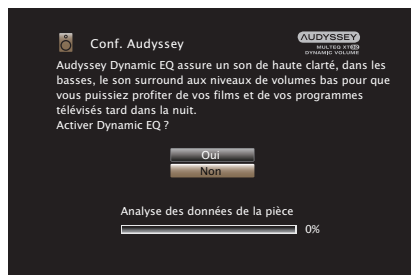 Conf. Audyssey
AUDYSSEY
MULTEQ XT32
DYNAMIC VOLUME
Audyssey Dynamic EQ assure un son de haute clarté, dans les
basses, le son surround aux niveaux de volumes bas pour que
vous puissiez profiter de vos films et de vos programmes
télévisés tard dans la nuit.
Activer Dynamic EQ ?
Oui
Non
Analyse des données de la pièce
0%